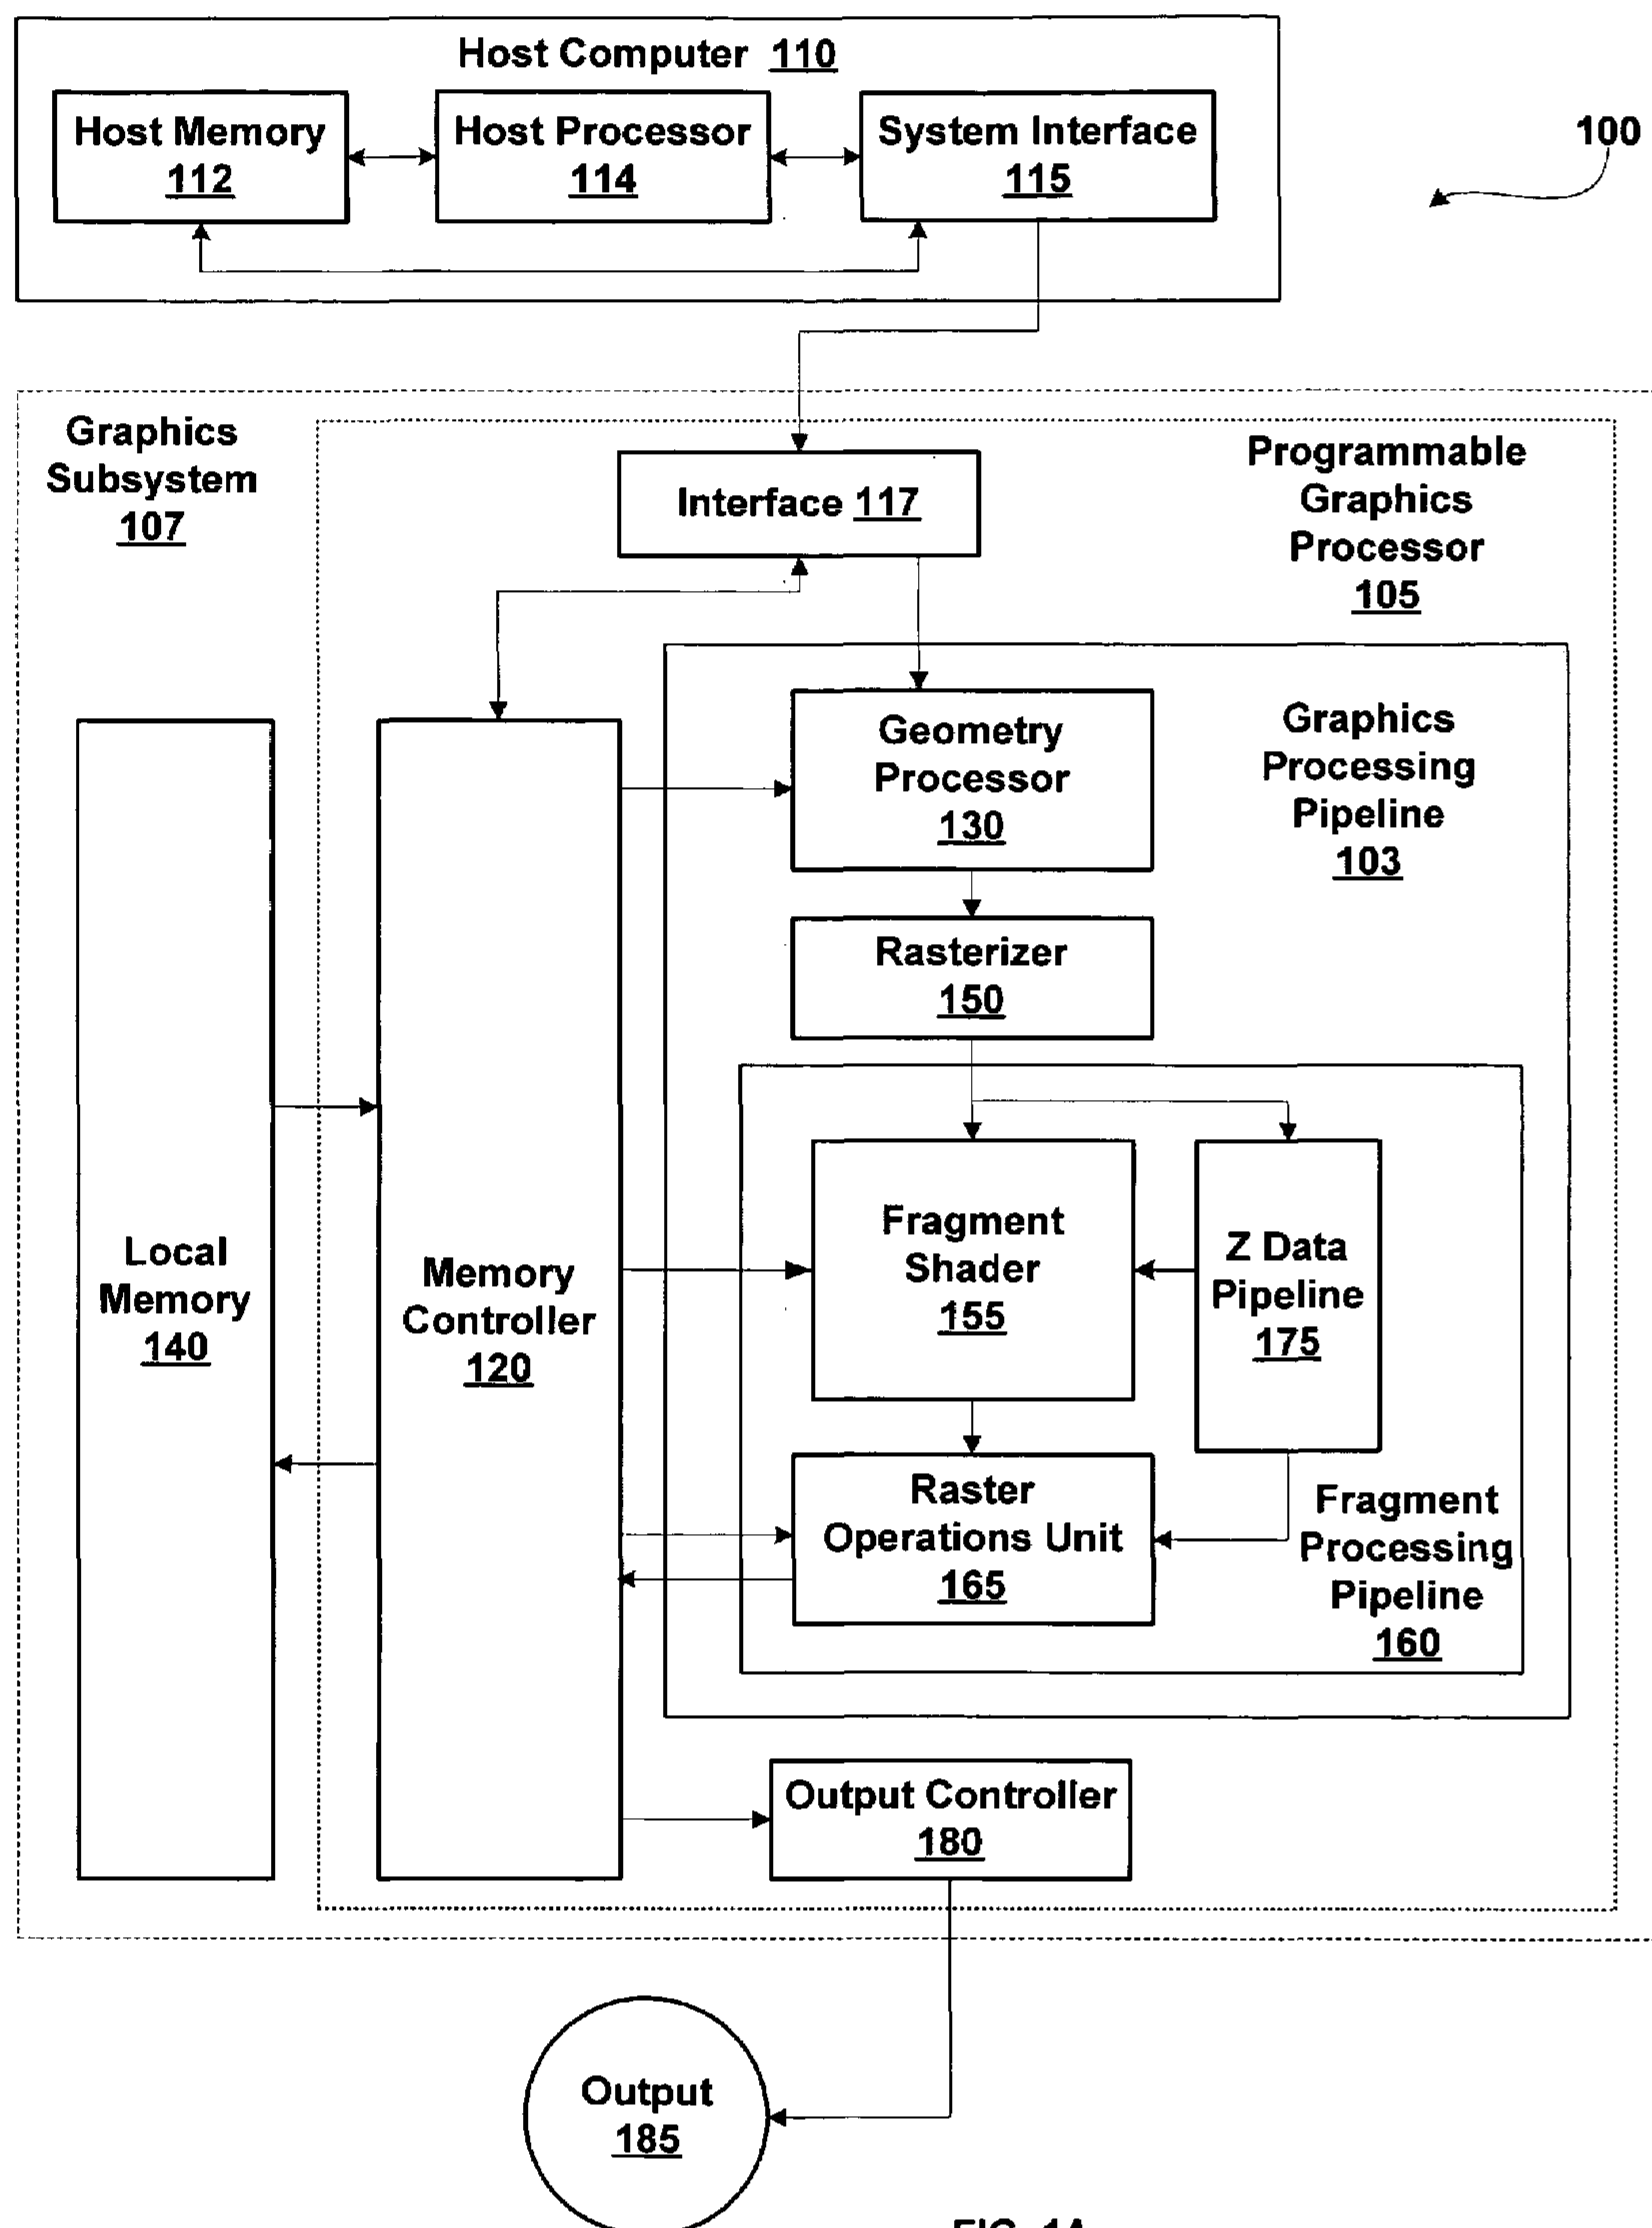 Host Computer 110
Host Memory
112
Host Processor
114
System Interface
115
100
Graphics
Subsystem
107
Interface 117
Programmable
Graphics
Processor
105
Geometry
Processor
130
Graphics
Processing
Pipeline
103
Rasterizer
150
Local
Memory
140
Memory
Controller
120
Fragment
Shader
155
Z Data
Pipeline
175
Raster
Operations Unit
165
Fragment
Processing
Pipeline
160
Output Controller
180
Output
185
FIG. 1A